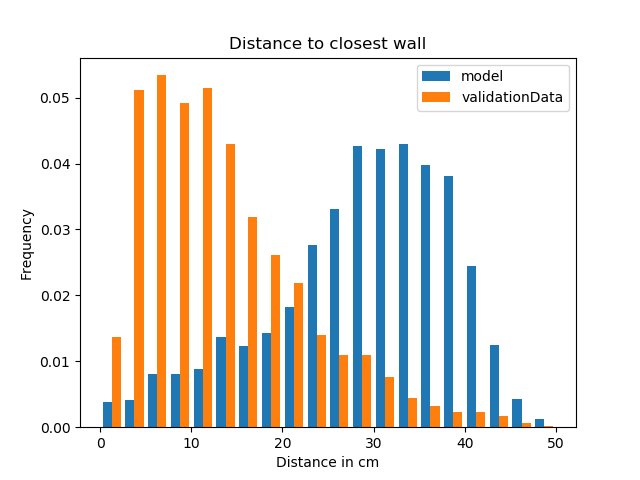 Distance to closest wall
model
validationData
Frequency
0.05
0.04
0.03
0.02
0.01
0.00
0 10 20 30 40 50
Distance in cm